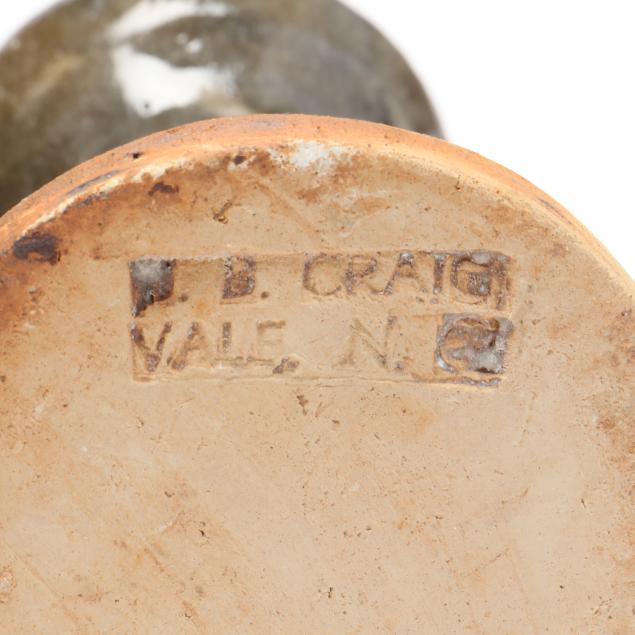 B. CRAIG
VALE, N.